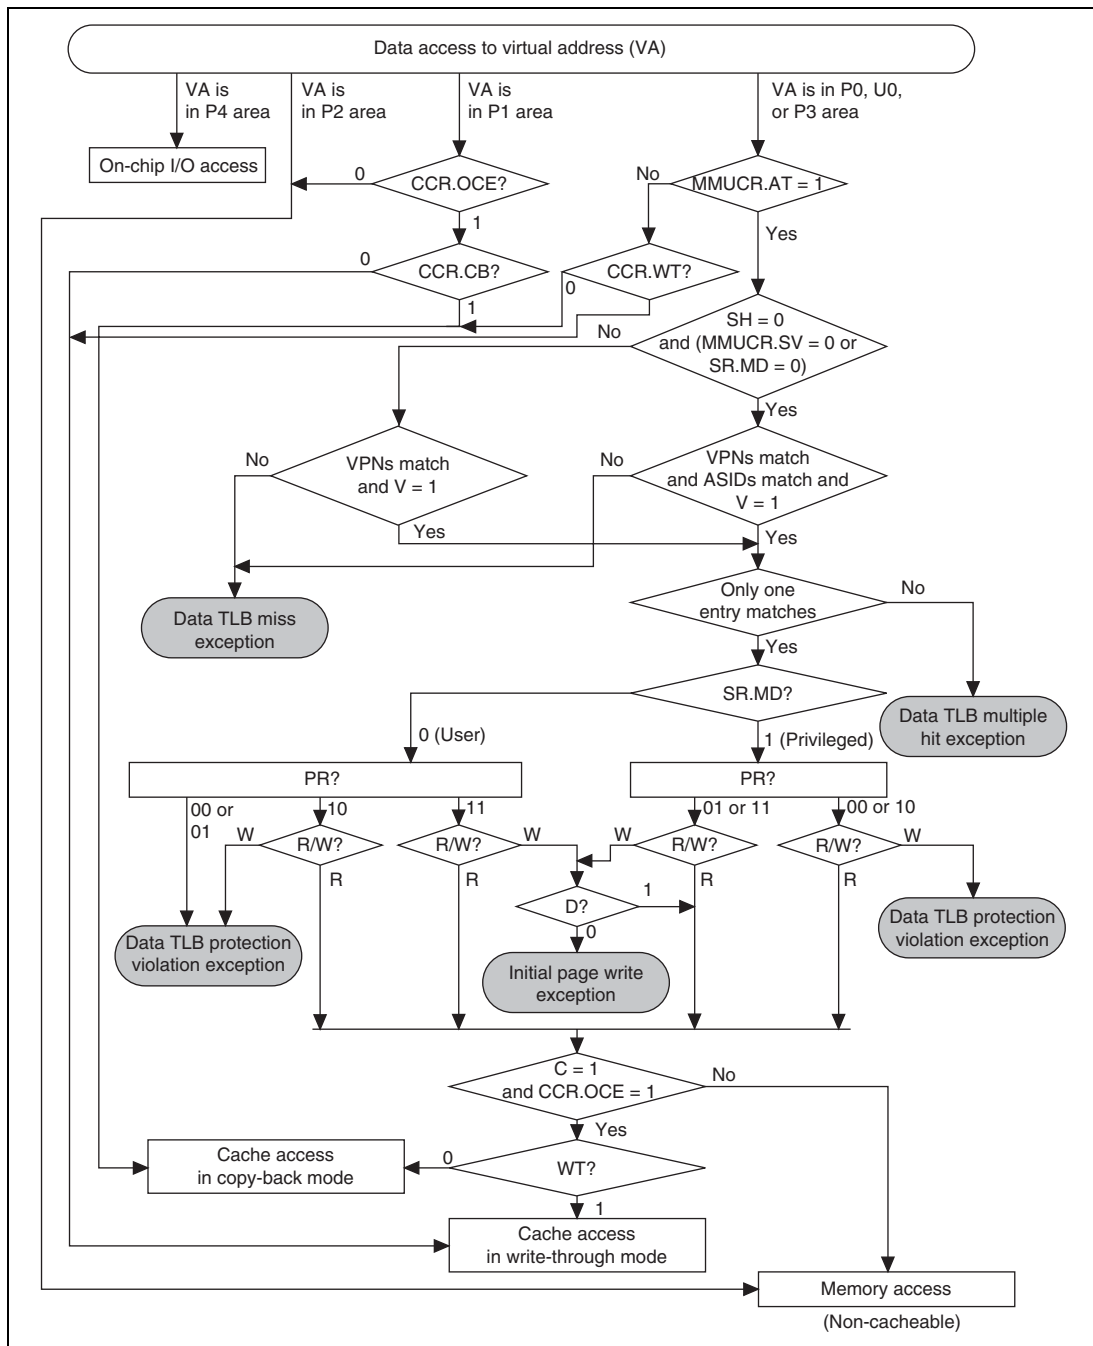 Data access to virtual address (VA)
VA is
in P4 area
VA is
in P2 area
VA is
in P1 area
VA is in P0, U0,
or P3 area
On-chip I/O access
0
CCR.OCE?
No
MMUCR.AT = 1
1
Yes
0
CCR.CB?
CCR.WT?
0
1
No
SH = 0
and (MMUCR.SV = 0 or
SR.MD = 0)
Yes
No
VPNs match
and V = 1
No
VPNs match
and ASIDs match and
V = 1
Yes
Yes
Only one
entry matches
No
Data TLB miss
exception
Yes
SR.MD?
Data TLB multiple
hit exception
0 (User)
1 (Privileged)
PR?
PR?
00 or
01
10
11
01 or 11
00 or 10
W
R/W?
R/W?
W
W
R/W?
R/W?
W
R
R
R
R
D?
1
0
Data TLB protection
violation exception
Initial page write
exception
Data TLB protection
violation exception
C = 1
and CCR.OCE = 1
No
Yes
Cache access
in copy-back mode
0
WT?
1
Cache access
in write-through mode
Memory access
(Non-cacheable)